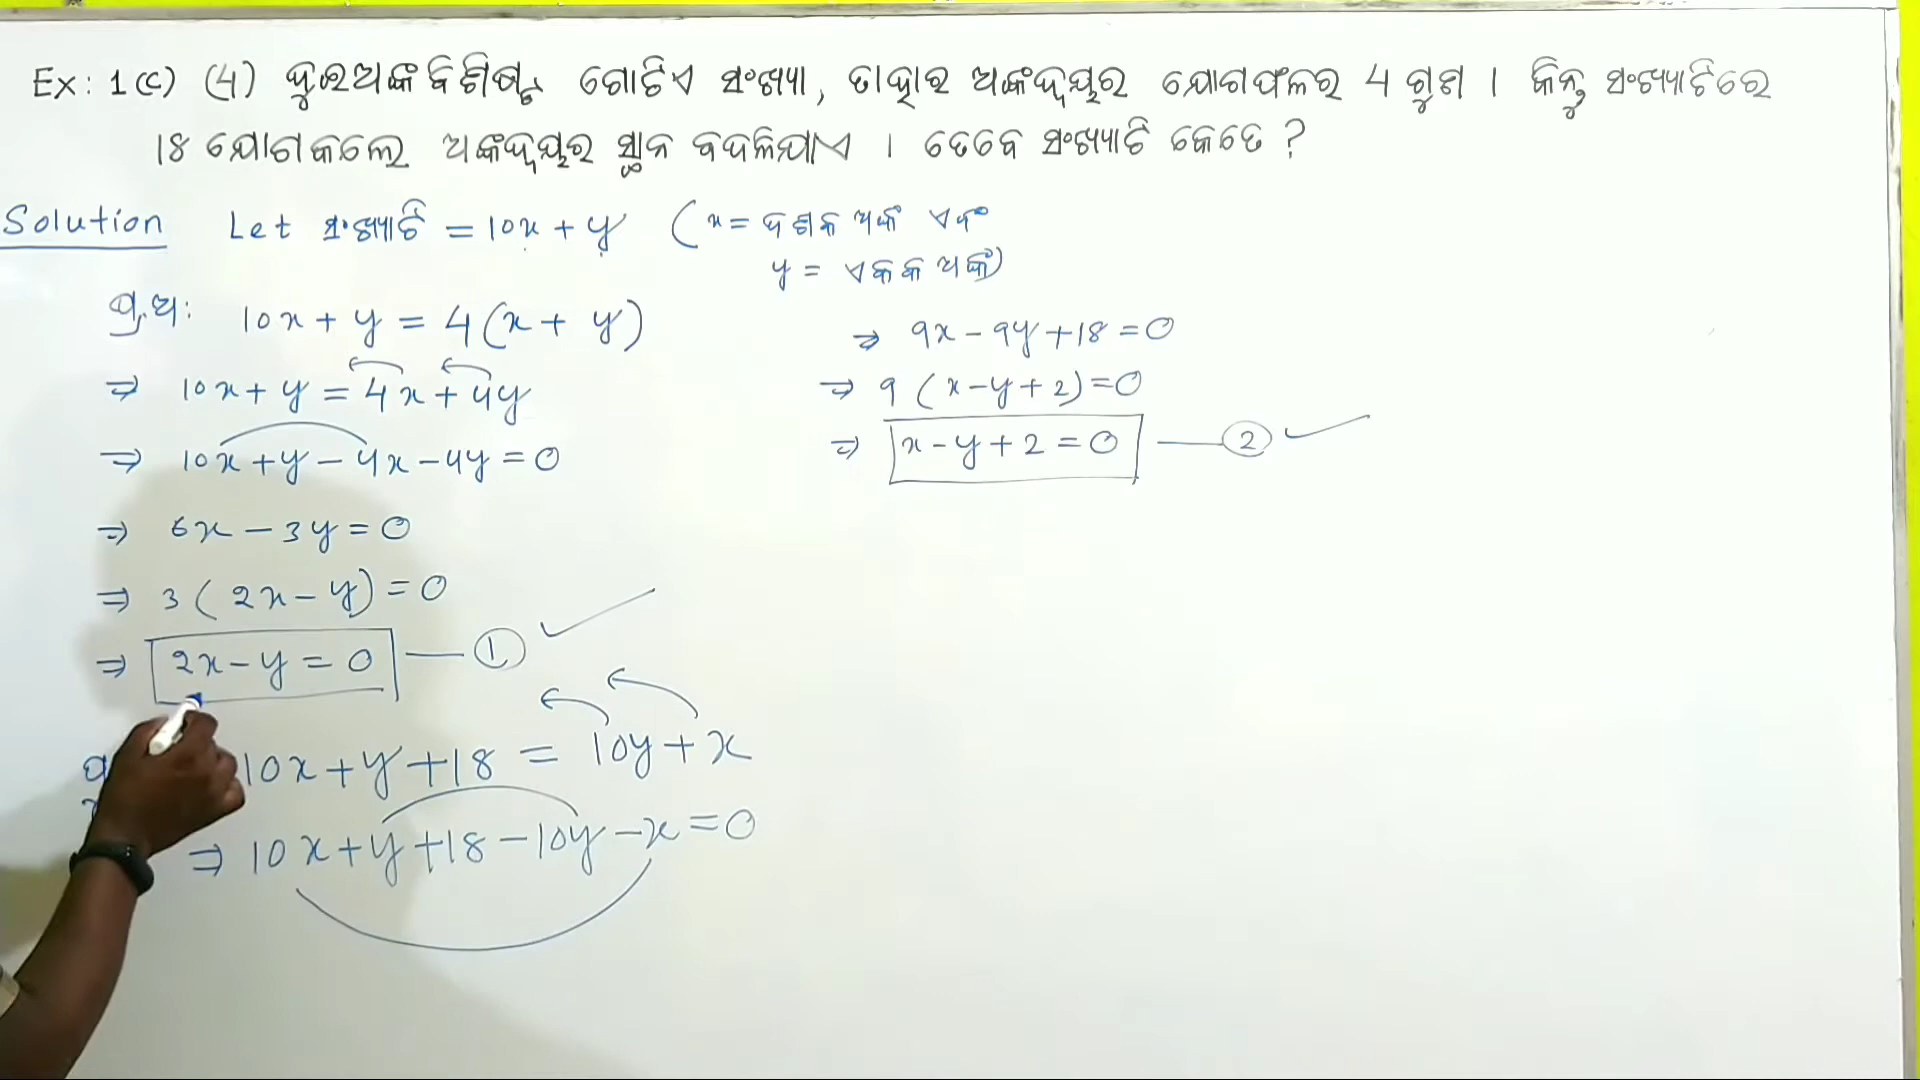 Ex: 1(c) (4) ଦୁଇଅଙ୍କ ବିଶିଷ୍ଟ ଗୋଟିଏ ସଂଖ୍ୟା, ତାହାର ଅଙ୍କଦ୍ୱୟର ଯୋଗଫଳର 4 ଗୁଣ । କିନ୍ତୁ ସଂଖ୍ୟାଟିରେ
18 ଯୋଗକଲେ ଅଙ୍କଦ୍ୱୟର ସ୍ଥାନ ବଦଳିଯାଏ । ତେବେ ସଂଖ୍ୟାଟି କେତେ ?
Solution Let ସଂଖ୍ୟାଟି = 10x + y (x = ଦଶକ ଅଙ୍କ ଏବଂ
y = ଏକକ ଅଙ୍କ)
ପ୍ର.ଅ: 10x + y = 4(x + y)
⇒ 10x + y = 4x + 4y
⇒ 10x + y - 4x - 4y = 0
⇒ 6x - 3y = 0
⇒ 3(2x - y) = 0
⇒ 2x - y = 0 — ①
10x + y + 18 = 10y + x
⇒ 10x + y + 18 - 10y - x = 0
⇒ 9x - 9y + 18 = 0
⇒ 9(x - y + 2) = 0
⇒ x - y + 2 = 0 — ②